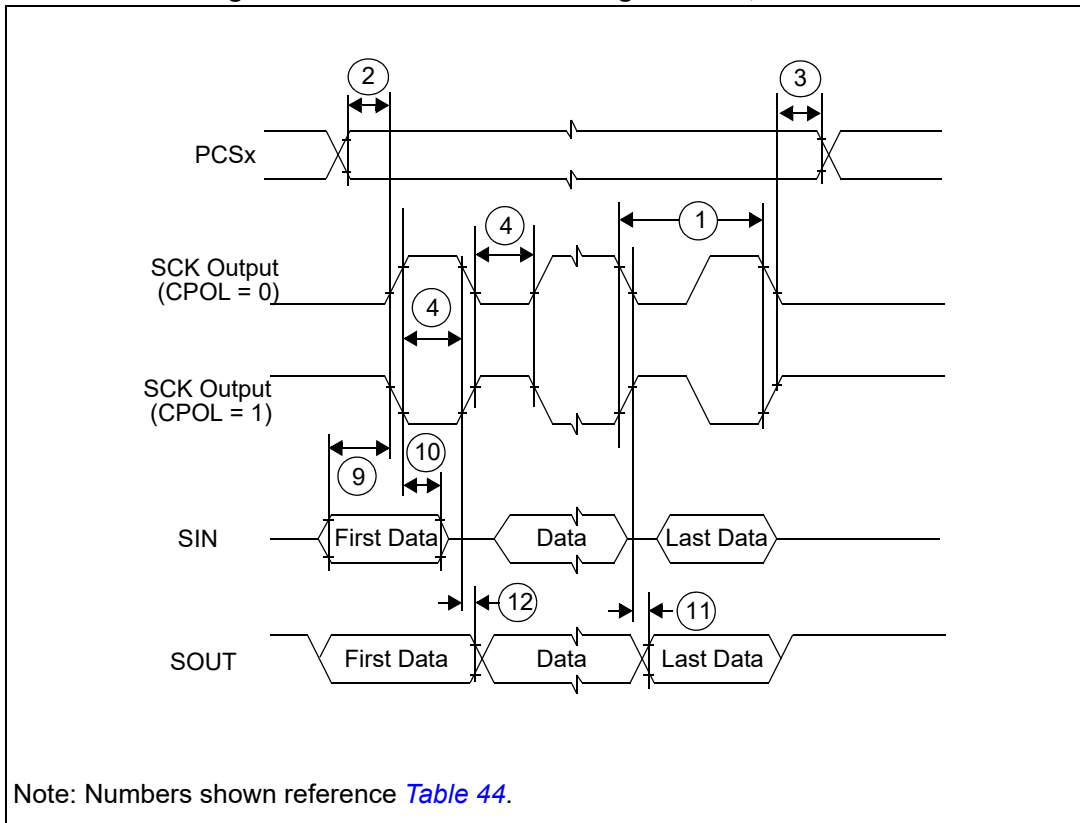 2
3
PCSx
4
1
SCK Output
(CPOL = 0)
4
SCK Output
(CPOL = 1)
9
10
SIN
First Data
Data
Last Data
12
11
SOUT
First Data
Data
Last Data
Note: Numbers shown reference Table 44.